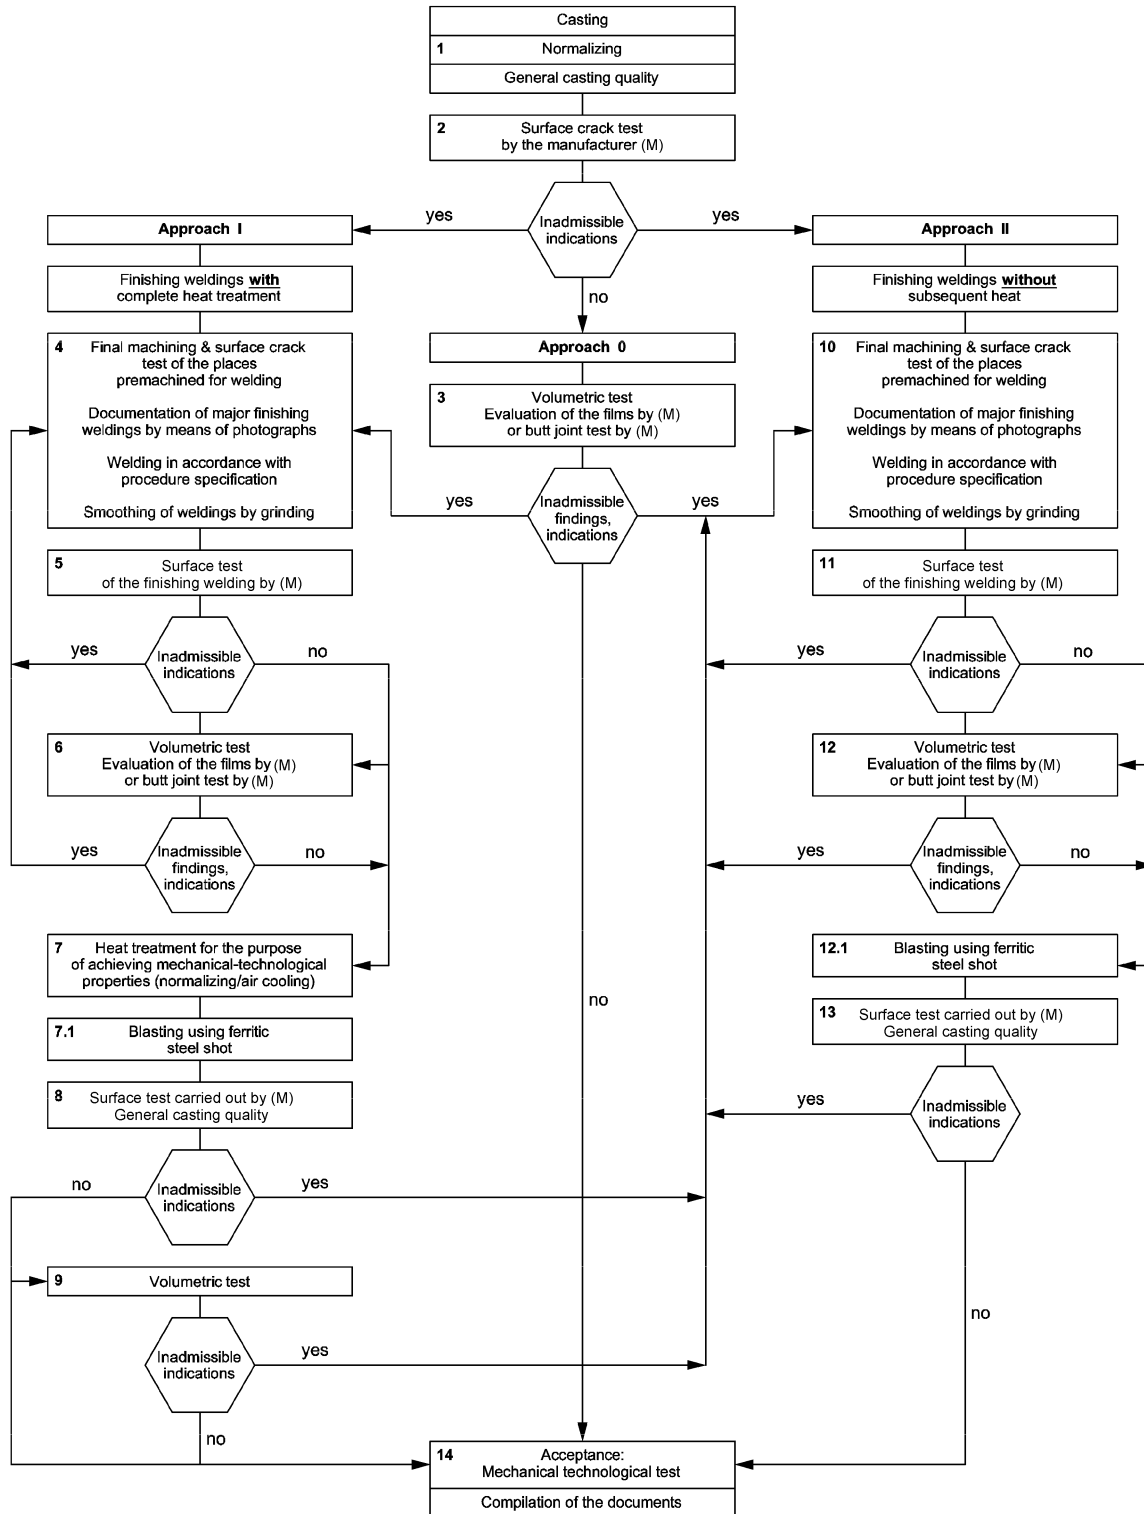 Casting
1 Normalizing
General casting quality
2 Surface crack test
by the manufacturer (M)
Inadmissible
indications
yes
yes
no
Approach I
Finishing weldings with
complete heat treatment
4 Final machining & surface crack
test of the places
premachined for welding
Documentation of major finishing
weldings by means of photographs
Welding in accordance with
procedure specification
Smoothing of weldings by grinding
Approach 0
3 Volumetric test
Evaluation of the films by (M)
or butt joint test by (M)
Inadmissible
findings,
indications
yes
yes
no
Approach II
Finishing weldings without
subsequent heat
10 Final machining & surface crack
test of the places
premachined for welding
Documentation of major finishing
weldings by means of photographs
Welding in accordance with
procedure specification
Smoothing of weldings by grinding
5 Surface test
of the finishing welding by (M)
Inadmissible
indications
yes
no
6 Volumetric test
Evaluation of the films by (M)
or butt joint test by (M)
Inadmissible
findings,
indications
yes
no
7 Heat treatment for the purpose
of achieving mechanical-technological
properties (normalizing/air cooling)
7.1 Blasting using ferritic
steel shot
8 Surface test carried out by (M)
General casting quality
Inadmissible
indications
no
yes
9 Volumetric test
Inadmissible
indications
yes
no
11 Surface test
of the finishing welding by (M)
Inadmissible
indications
yes
no
12 Volumetric test
Evaluation of the films by (M)
or butt joint test by (M)
Inadmissible
findings,
indications
yes
no
12.1 Blasting using ferritic
steel shot
13 Surface test carried out by (M)
General casting quality
Inadmissible
indications
yes
no
14 Acceptance:
Mechanical technological test
Compilation of the documents